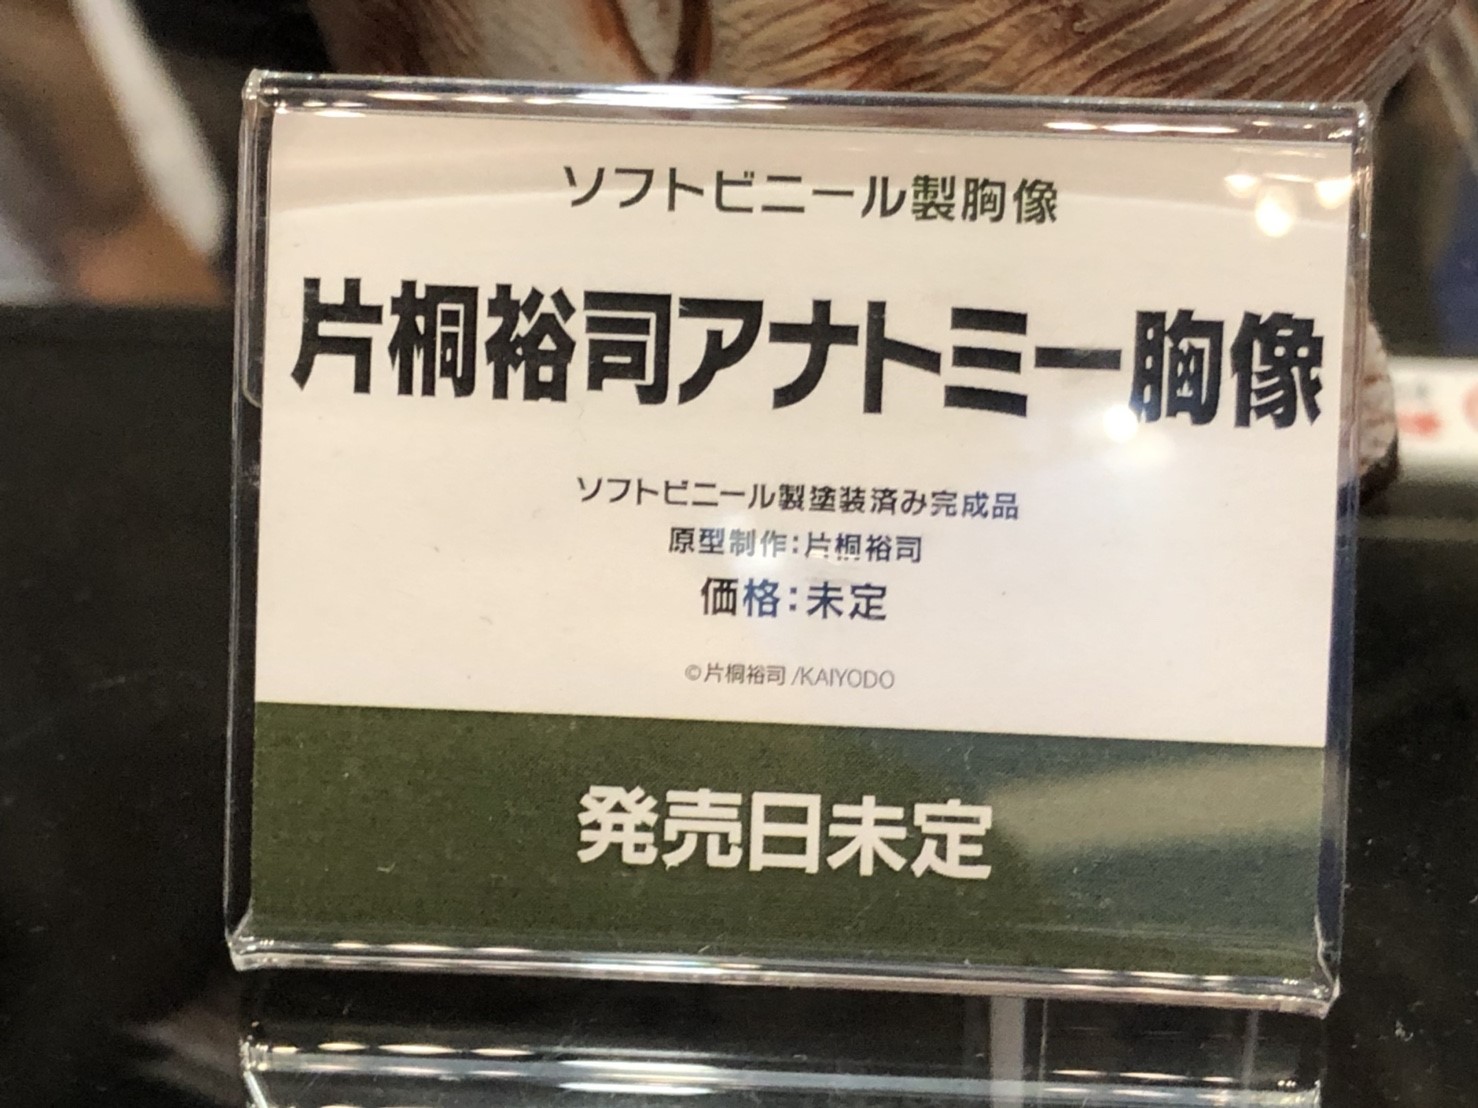 ソフトビニール製胸像
片桐裕司アナトミー胸像
ソフトビニール製塗装済み完成品
原型制作：片桐裕司
価格：未定
©片桐裕司/KAIYODO
発売日未定